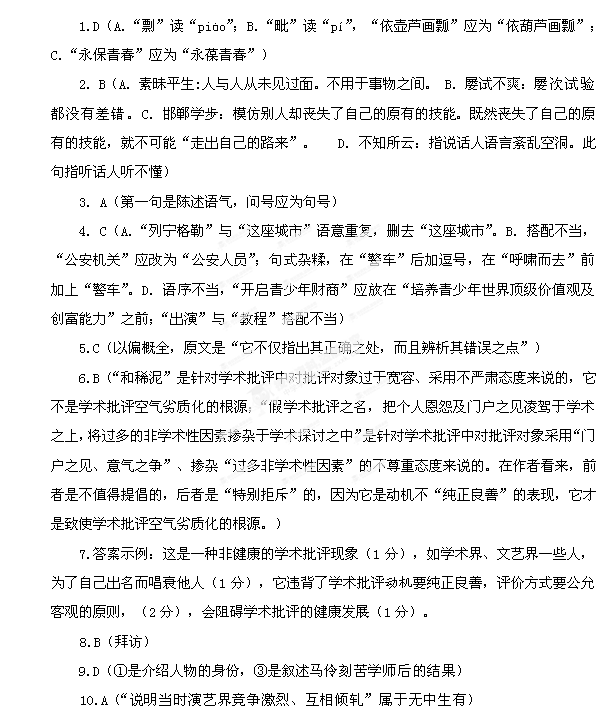 1.D（A.“剽”读“piào”；B.“毗”读“pí”，“依壶芦画瓢”应为“依葫芦画瓢”；
C.“永保青春”应为“永葆青春”）
2. B（A. 素昧平生:人与人从未见过面。不用于事物之间。 B. 屡试不爽：屡次试验
都没有差错。C. 邯郸学步：模仿别人却丧失了自己的原有的技能。既然丧失了自己的原
有的技能，就不可能“走出自己的路来”。 D. 不知所云：指说话人语言紊乱空洞。此
句指听话人听不懂）
3. A（第一句是陈述语气，问号应为句号）
4. C（A.“列宁格勒”与“这座城市”语意重复，删去“这座城市”。B. 搭配不当，
“公安机关”应改为“公安人员”；句式杂糅，在“警车”后加逗号，在“呼啸而去”前
加上“警车”。D. 语序不当，“开启青少年财商”应放在“培养青少年世界顶级价值观及
创富能力”之前；“出演”与“教程”搭配不当）
5.C（以偏概全，原文是“它不仅指出其正确之处，而且辨析其错误之点”）
6.B（“和稀泥”是针对学术批评中对批评对象过于宽容、采用不严肃态度来说的，它
不是学术批评空气劣质化的根源；“假学术批评之名，把个人恩怨及门户之见凌驾于学术
之上，将过多的非学术性因素掺杂于学术探讨之中”是针对学术批评中对批评对象采用“门
户之见、意气之争”、掺杂“过多非学术性因素”的不尊重态度来说的。在作者看来，前
者是不值得提倡的，后者是“特别拒斥”的，因为它是动机不“纯正良善”的表现，它才
是致使学术批评空气劣质化的根源。）
7.答案示例：这是一种非健康的学术批评现象（1分），如学术界、文艺界一些人，
为了自己出名而唱衰他人（1分），它违背了学术批评动机要纯正良善，评价方式要公允
客观的原则，（2分），会阻碍学术批评的健康发展（1分）。
8.B（拜访）
9.D（①是介绍人物的身份，③是叙述马伶刻苦学师后的结果）
10.A（“说明当时演艺界竞争激烈、互相倾轧”属于无中生有）